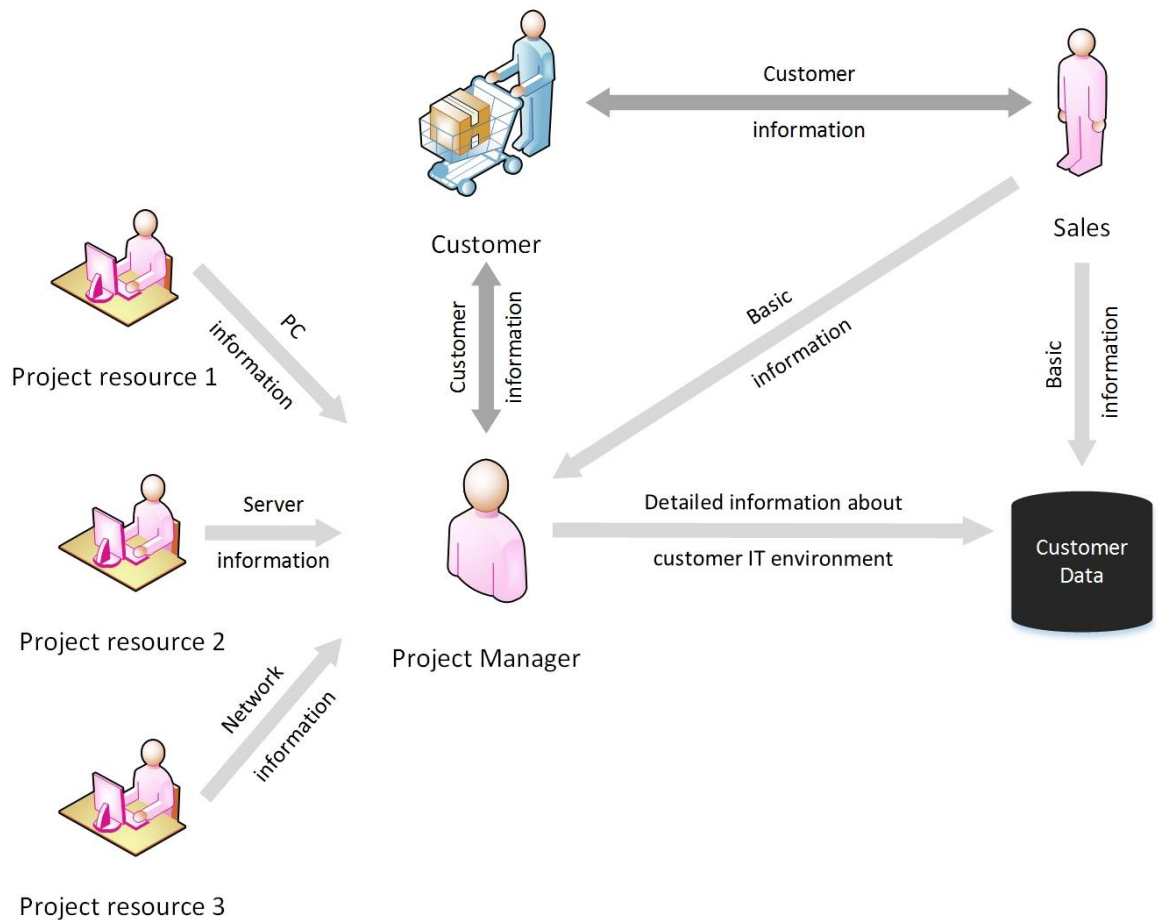 Customer
information
Customer
Sales
Project resource 1
PC
information
Customer
information
Basic
information
Basic
information
Project resource 2
Server
information
Project Manager
Detailed information about
customer IT environment
Customer
Data
Project resource 3
Network
information